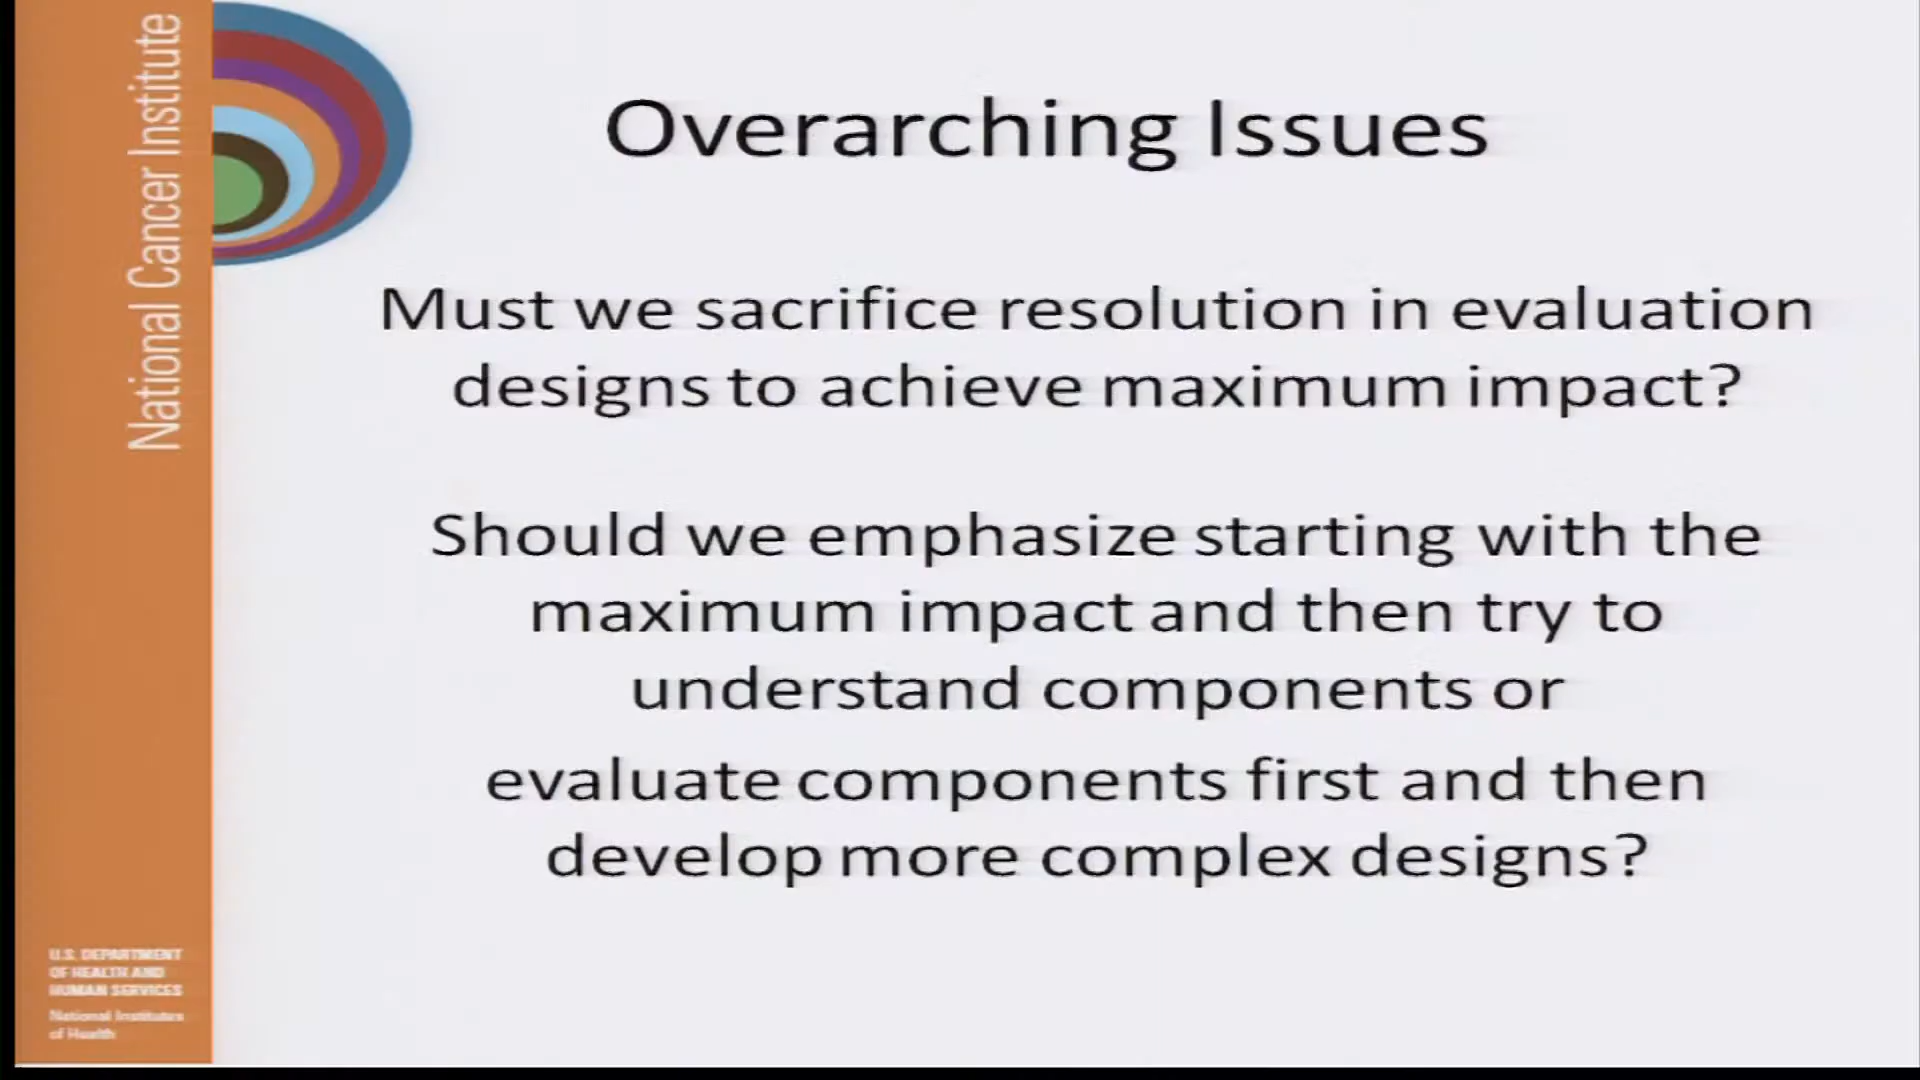 National Cancer Institute
Overarching Issues
Must we sacrifice resolution in evaluation
designs to achieve maximum impact?
Should we emphasize starting with the
maximum impact and then try to
understand components or
evaluate components first and then
develop more complex designs?
U.S. DEPARTMENT
OF HEALTH AND
HUMAN SERVICES
National Institutes
of Health